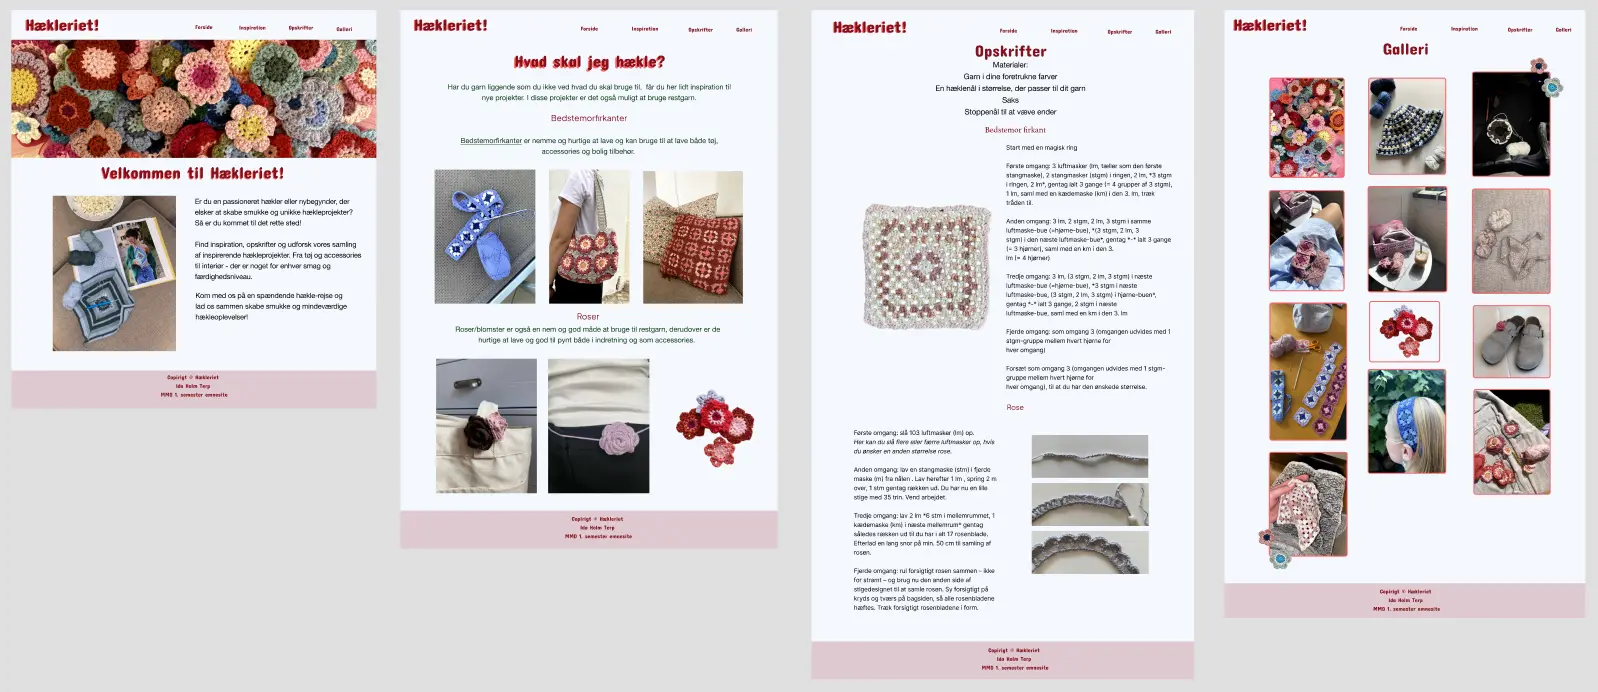 Hækleriet!
Forside Inspiration Opskrifter Galleri
Velkommen til Hækleriet!
Er du en passioneret hækler eller nybegynder, der
elsker at skabe smukke og unikke hækleprojekter?
Så er du kommet til det rette sted!
Find inspiration, opskrifter og udforsk vores samling
af inspirerende hækleprojekter. Fra tøj og accessories
til interiør - der er noget for enhver smag og
færdighedsniveau.
Kom med os på en spændende hækle-rejse og
lad os sammen skabe smukke og mindeværdige
hækleoplevelser!
Copirigt © Hækleriet
Ida Holm Torp
MMD 1. semester emnesite
Hækleriet!
Forside Inspiration Opskrifter Galleri
Hvad skal jeg hækle?
Har du garn liggende som du ikke ved hvad du skal bruge til, får du her lidt inspiration til
nye projekter. I disse projekter er det også muligt at bruge restgarn.
Bedstemorfirkanter
Bedstemorfirkanter er nemme og hurtige at lave og kan bruge til at lave både tøj,
accessories og bolig tilbehør.
Roser
Roser/blomster er også en nem og god måde at bruge til restgarn, derudover er de
hurtige at lave og god til pynt både i indretning og som accessories.
Copirigt © Hækleriet
Ida Holm Torp
MMD 1. semester emnesite
Hækleriet!
Forside Inspiration Opskrifter Galleri
Opskrifter
Materialer:
Garn i dine foretrukne farver
En hæklenål i størrelse, der passer til dit garn
Saks
Stoppenål til at væve ender
Bedstemor firkant
Start med en magisk ring
Første omgang: 3 luftmasker (lm, tæller som den første
stangmaske), 2 stangmasker (stgm) i ringen, 2 lm, *3 stgm
i ringen, 2 lm*, gentag ialt 3 gange (= 4 grupper af 3 stgm),
1 lm, saml med en kædemaske (km) i den 3. lm, træk
tråden til.
Anden omgang: 3 lm, 2 stgm, 2 lm, 3 stgm i samme
luftmaske-bue (=hjørne-bue), *(3 stgm, 2 lm, 3
stgm) i den næste luftmaske-bue*, gentag *-* ialt 3 gange
(= 3 hjørner), saml med en km i den 3.
lm (= 4 hjørner)
Tredje omgang: 3 lm, (3 stgm, 2 lm, 3 stgm) i næste
luftmaske-bue (=hjørne-bue), *3 stgm i næste
luftmaske-bue, (3 stgm, 2 lm, 3 stgm) i hjørne-buen*,
gentag *-* ialt 3 gange, 2 stgm i næste
luftmaske-bue, saml med en km i den 3. lm
Fjerde omgang: som omgang 3 (omgangen udvides med 1
stgm-gruppe mellem hvert hjørne for
hver omgang)
Forsæt som omgang 3 (omgangen udvides med 1 stgm-
gruppe mellem hvert hjørne for
hver omgang), til at du har den ønskede størrelse.
Rose
Første omgang: slå 103 luftmasker (lm) op.
Her kan du slå flere eller færre luftmasker op, hvis
du ønsker en anden størrelse rose.
Anden omgang: lav en stangmaske (stm) i fjerde
maske (m) fra nålen . Lav herefter 1 lm , spring 2 m
over, 1 stm gentag rækken ud. Du har nu en lille
stige med 35 trin. Vend arbejdet.
Tredje omgang: lav 2 lm *6 stm i mellemrummet, 1
kædemaske (km) i næste mellemrum* gentag
således rækken ud til du har i alt 17 rosenblade.
Efterlad en lang snor på min. 50 cm til samling af
rosen.
Fjerde omgang: rul forsigtigt rosen sammen – ikke
for stramt – og brug nu den anden side af
stigedesignet til at samle rosen. Sy forsigtigt på
kryds og tværs på bagsiden, så alle rosenbladene
hæftes. Træk forsigtigt rosenbladene i form.
Copirigt © Hækleriet
Ida Holm Torp
MMD 1. semester emnesite
Hækleriet!
Forside Inspiration Opskrifter Galleri
Galleri
Copirigt © Hækleriet
Ida Holm Torp
MMD 1. semester emnesite